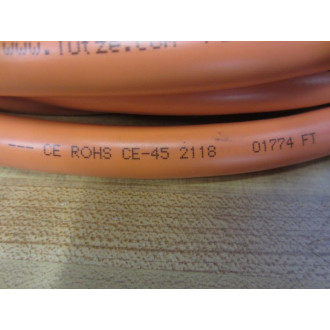 www.lutze.com
--- CE ROHS CE-45 2118 01774 FT